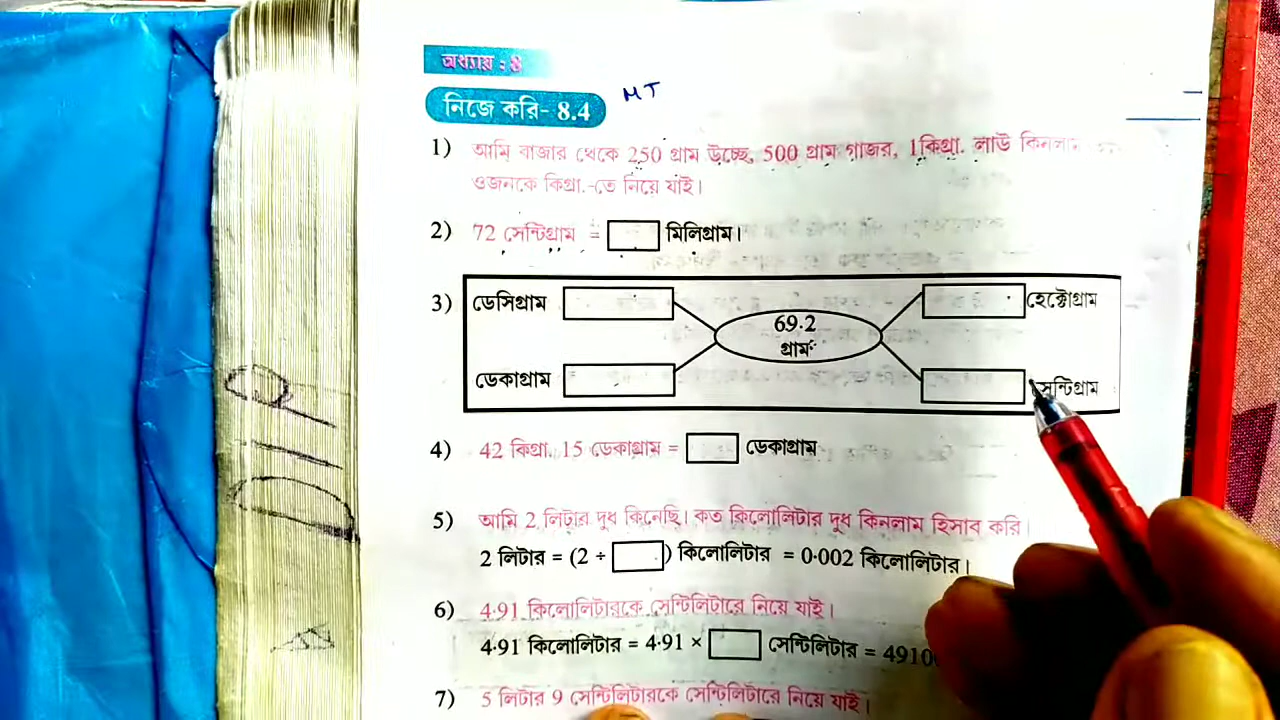 অধ্যায় : 8
নিজে করি- 8.4
MT
1) আমি বাজার থেকে 250 গ্রাম উচ্ছে, 500 গ্রাম গাজর, 1কিগ্রা. লাউ কিনলাম
ওজনকে কিগ্রা.-তে নিয়ে যাই।
2) 72 সেন্টিগ্রাম = মিলিগ্রাম।
3) ডেসিগ্রাম হেক্টোগ্রাম
69.2
গ্রাম
ডেকাগ্রাম সেন্টিগ্রাম
4) 42 কিগ্রা. 15 ডেকাগ্রাম = ডেকাগ্রাম
5) আমি 2 লিটার দুধ কিনেছি। কত কিলোলিটার দুধ কিনলাম হিসাব করি।
2 লিটার = (2 ÷ ) কিলোলিটার = 0·002 কিলোলিটার।
6) 4·91 কিলোলিটারকে সেন্টিলিটারে নিয়ে যাই।
4·91 কিলোলিটার = 4·91 × সেন্টিলিটার = 4910
7) 5 লিটার 9 সেন্টিলিটারকে সেন্টিলিটারে নিয়ে যাই।